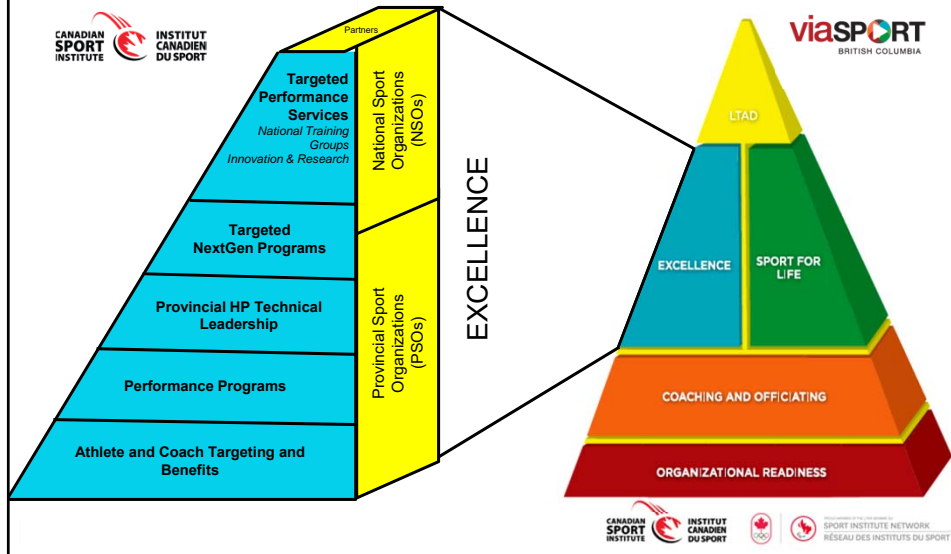 CANADIAN
SPORT
INSTITUTE
INSTITUT
CANADIEN
DU SPORT
Partners
Targeted
Performance
Services
National Training
Groups
Innovation & Research
Targeted
NextGen Programs
Provincial HP Technical
Leadership
Performance Programs
Athlete and Coach Targeting and
Benefits
National Sport
Organizations
(NSOs)
Provincial Sport
Organizations
(PSOs)
EXCELLENCE
viaSPORT
BRITISH COLUMBIA
LTAD
EXCELLENCE
SPORT FOR
LIFE
COACHING AND OFFICIATING
ORGANIZATIONAL READINESS
CANADIAN
SPORT
INSTITUTE
INSTITUT
CANADIEN
DU SPORT
SPORT INSTITUTE NETWORK
RÉSEAU DES INSTITUTS DU SPORT